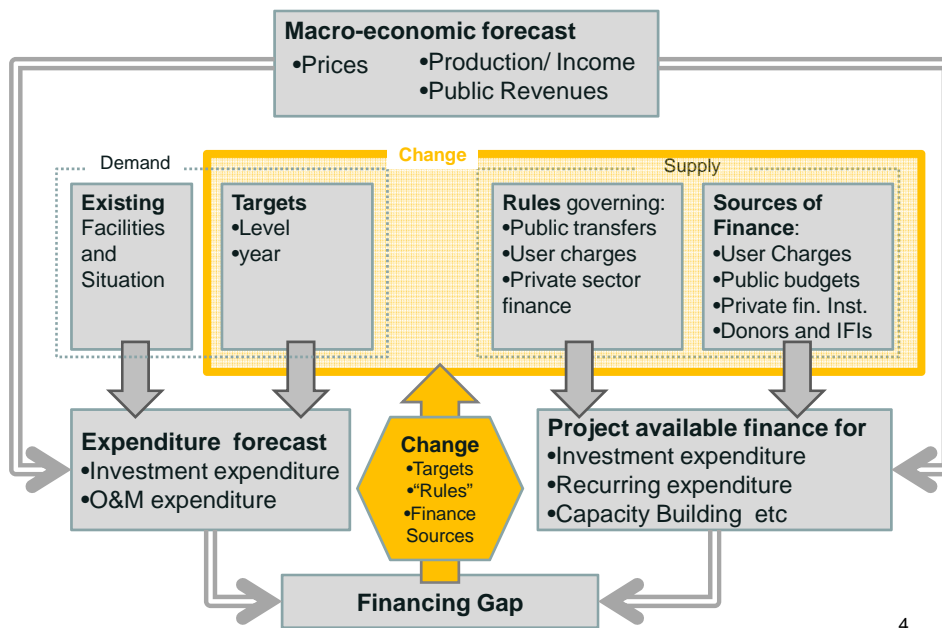 Macro-economic forecast
•Prices
•Production/ Income
•Public Revenues
Demand
Change
Supply
Existing
Facilities
and
Situation
Targets
•Level
•year
Rules governing:
•Public transfers
•User charges
•Private sector
finance
Sources of
Finance:
•User Charges
•Public budgets
•Private fin. Inst.
•Donors and IFIs
Expenditure forecast
•Investment expenditure
•O&M expenditure
Change
•Targets
•“Rules”
•Finance
Sources
Project available finance for
•Investment expenditure
•Recurring expenditure
•Capacity Building etc
Financing Gap
4